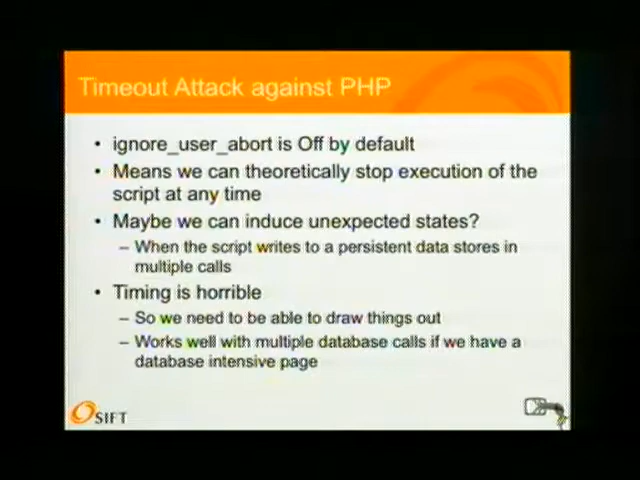 Timeout Attack against PHP
• ignore_user_abort is Off by default
• Means we can theoretically stop execution of the
script at any time
• Maybe we can induce unexpected states?
– When the script writes to a persistent data stores in
multiple calls
• Timing is horrible
– So we need to be able to draw things out
– Works well with multiple database calls if we have a
database intensive page
SIFT